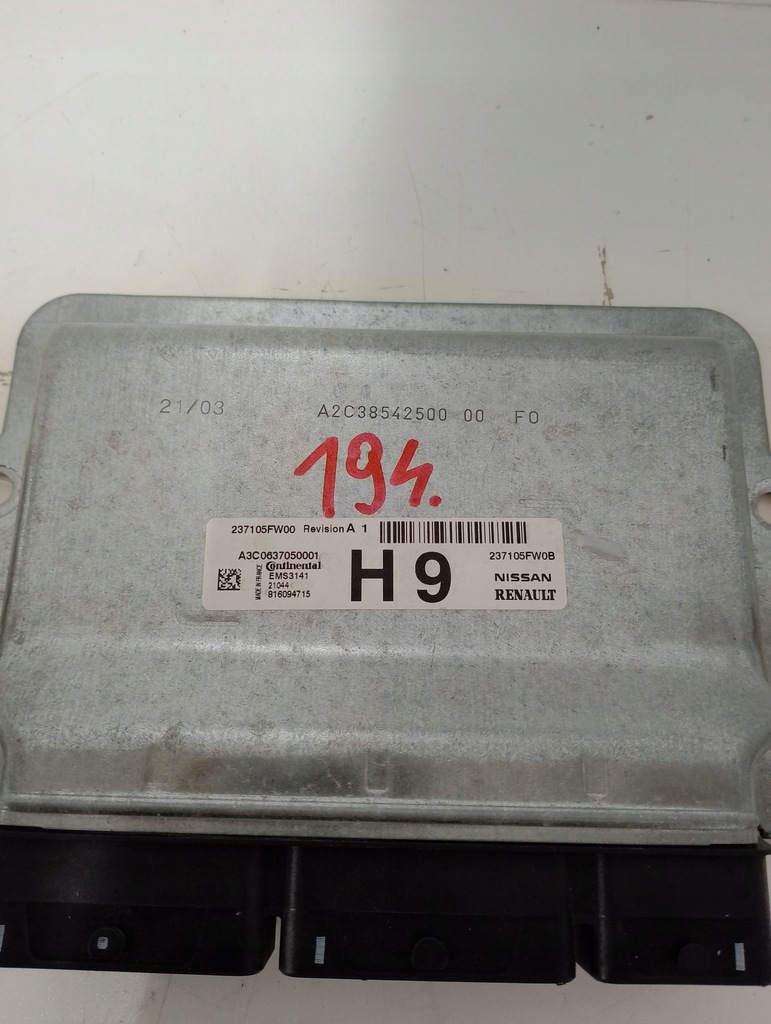 21/03 A2C38542500 00 F0
194.
237105FW00 Revision A 1
A3C0637050001 Continental 237105FW0B
MADE IN FRANCE
EMS3141 H9 NISSAN
21044
816094715 RENAULT